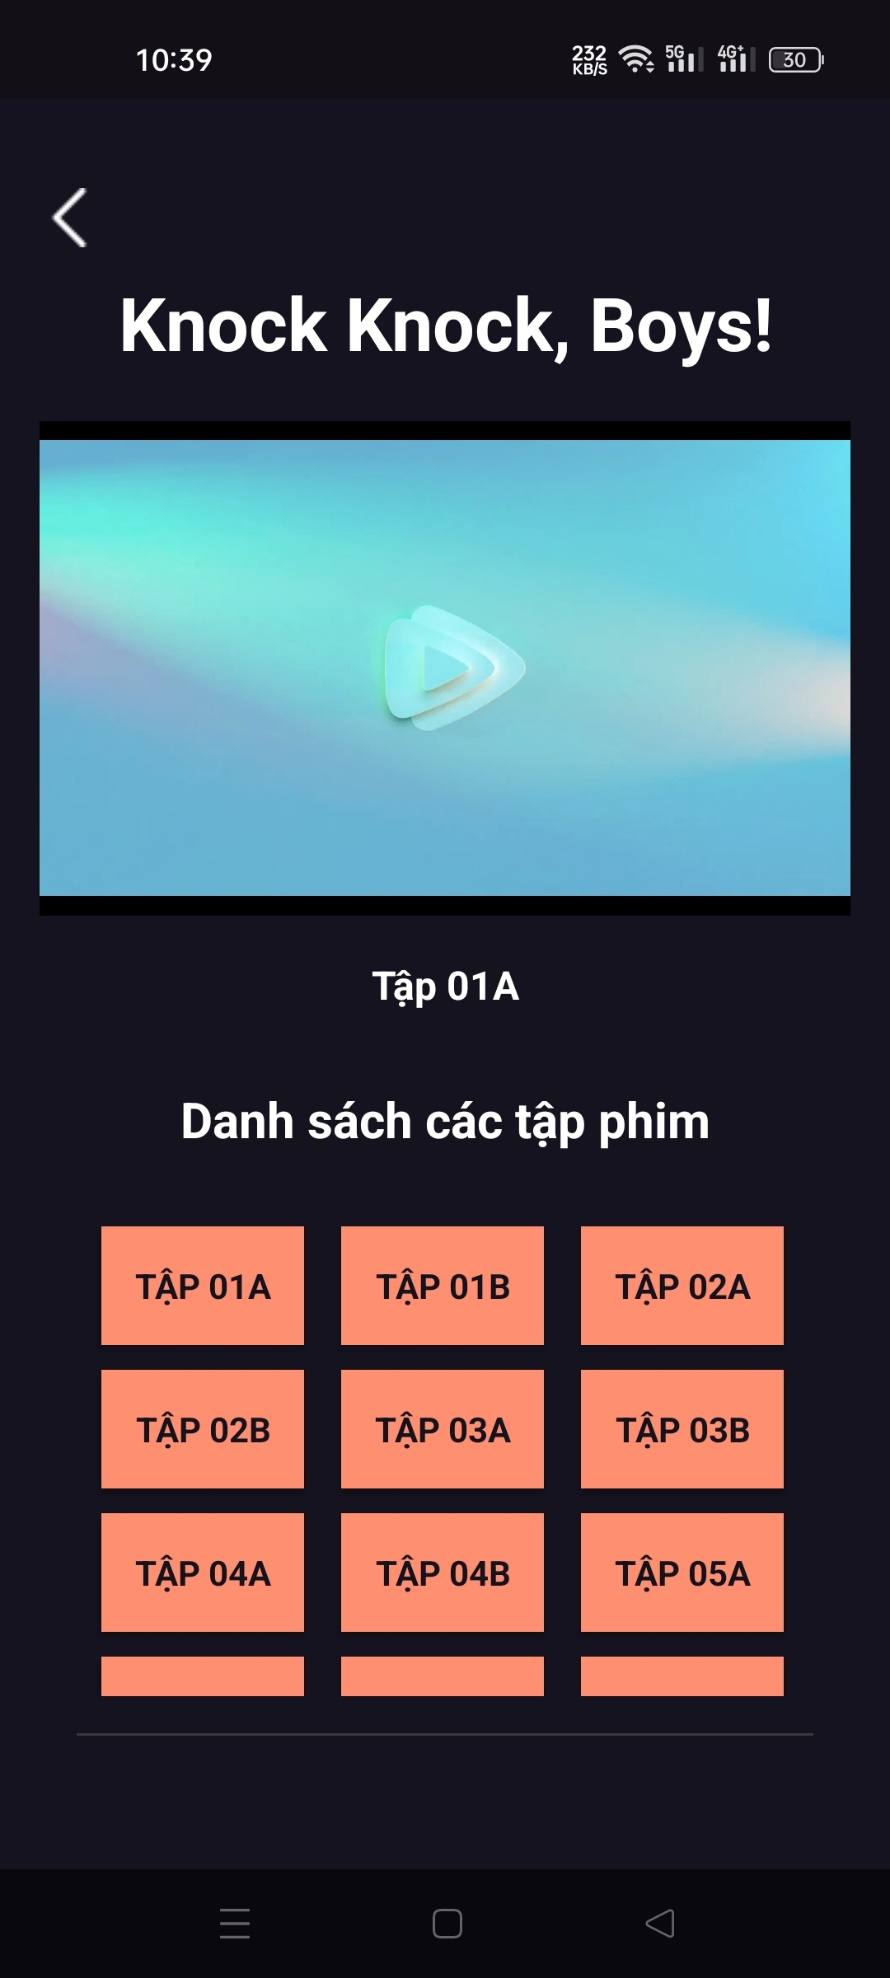 10:39
232 KB/S 5G 4G+ 30
Knock Knock, Boys!
Tập 01A
Danh sách các tập phim
TẬP 01A TẬP 01B TẬP 02A
TẬP 02B TẬP 03A TẬP 03B
TẬP 04A TẬP 04B TẬP 05A